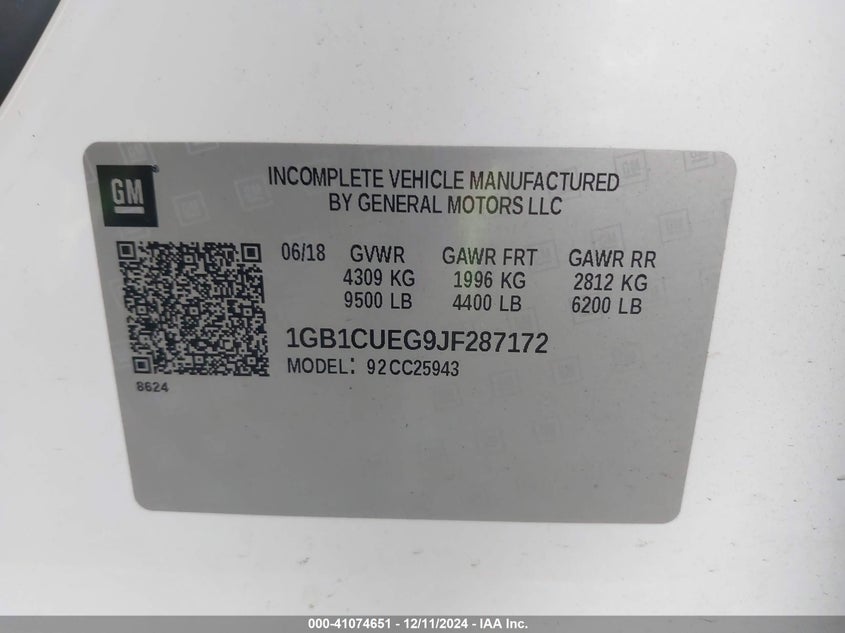 GM
INCOMPLETE VEHICLE MANUFACTURED
BY GENERAL MOTORS LLC
06/18 GVWR GAWR FRT GAWR RR
4309 KG 1996 KG 2812 KG
9500 LB 4400 LB 6200 LB
1GB1CUEG9JF287172
MODEL: 92CC25943
8624
000-41074651 - 12/11/2024 - IAA Inc.